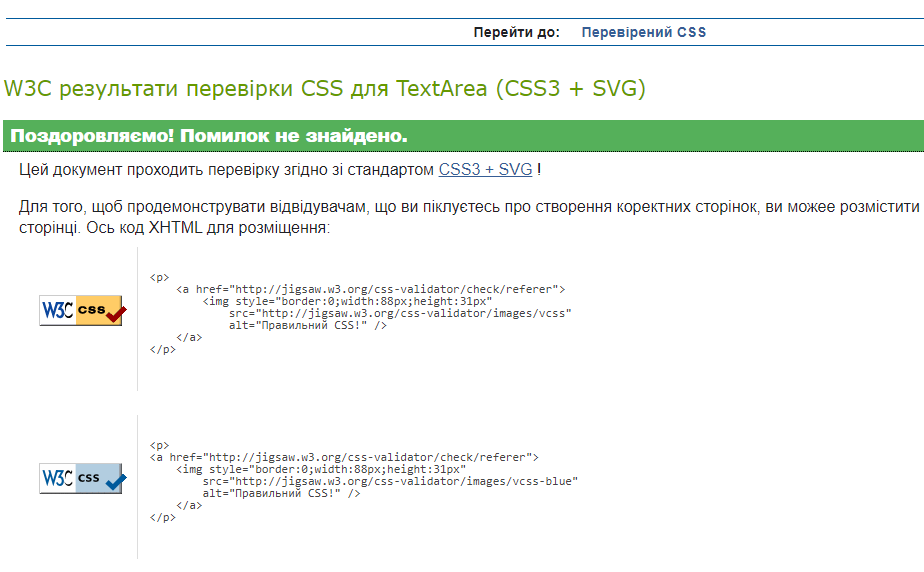 Перейти до: Перевірений CSS
W3C результати перевірки CSS для TextArea (CSS3 + SVG)
Поздоровляємо! Помилок не знайдено.
Цей документ проходить перевірку згідно зі стандартом CSS3 + SVG !
Для того, щоб продемонструвати відвідувачам, що ви піклуєтесь про створення коректних сторінок, ви можее розмістити
сторінці. Ось код XHTML для розміщення:
<p>
<a href="http://jigsaw.w3.org/css-validator/check/referer">
<img style="border:0;width:88px;height:31px"
src="http://jigsaw.w3.org/css-validator/images/vcss"
alt="Правильний CSS!" />
</a>
</p>
W3C css
<p>
<a href="http://jigsaw.w3.org/css-validator/check/referer">
<img style="border:0;width:88px;height:31px"
src="http://jigsaw.w3.org/css-validator/images/vcss-blue"
alt="Правильний CSS!" />
</a>
</p>
W3C css